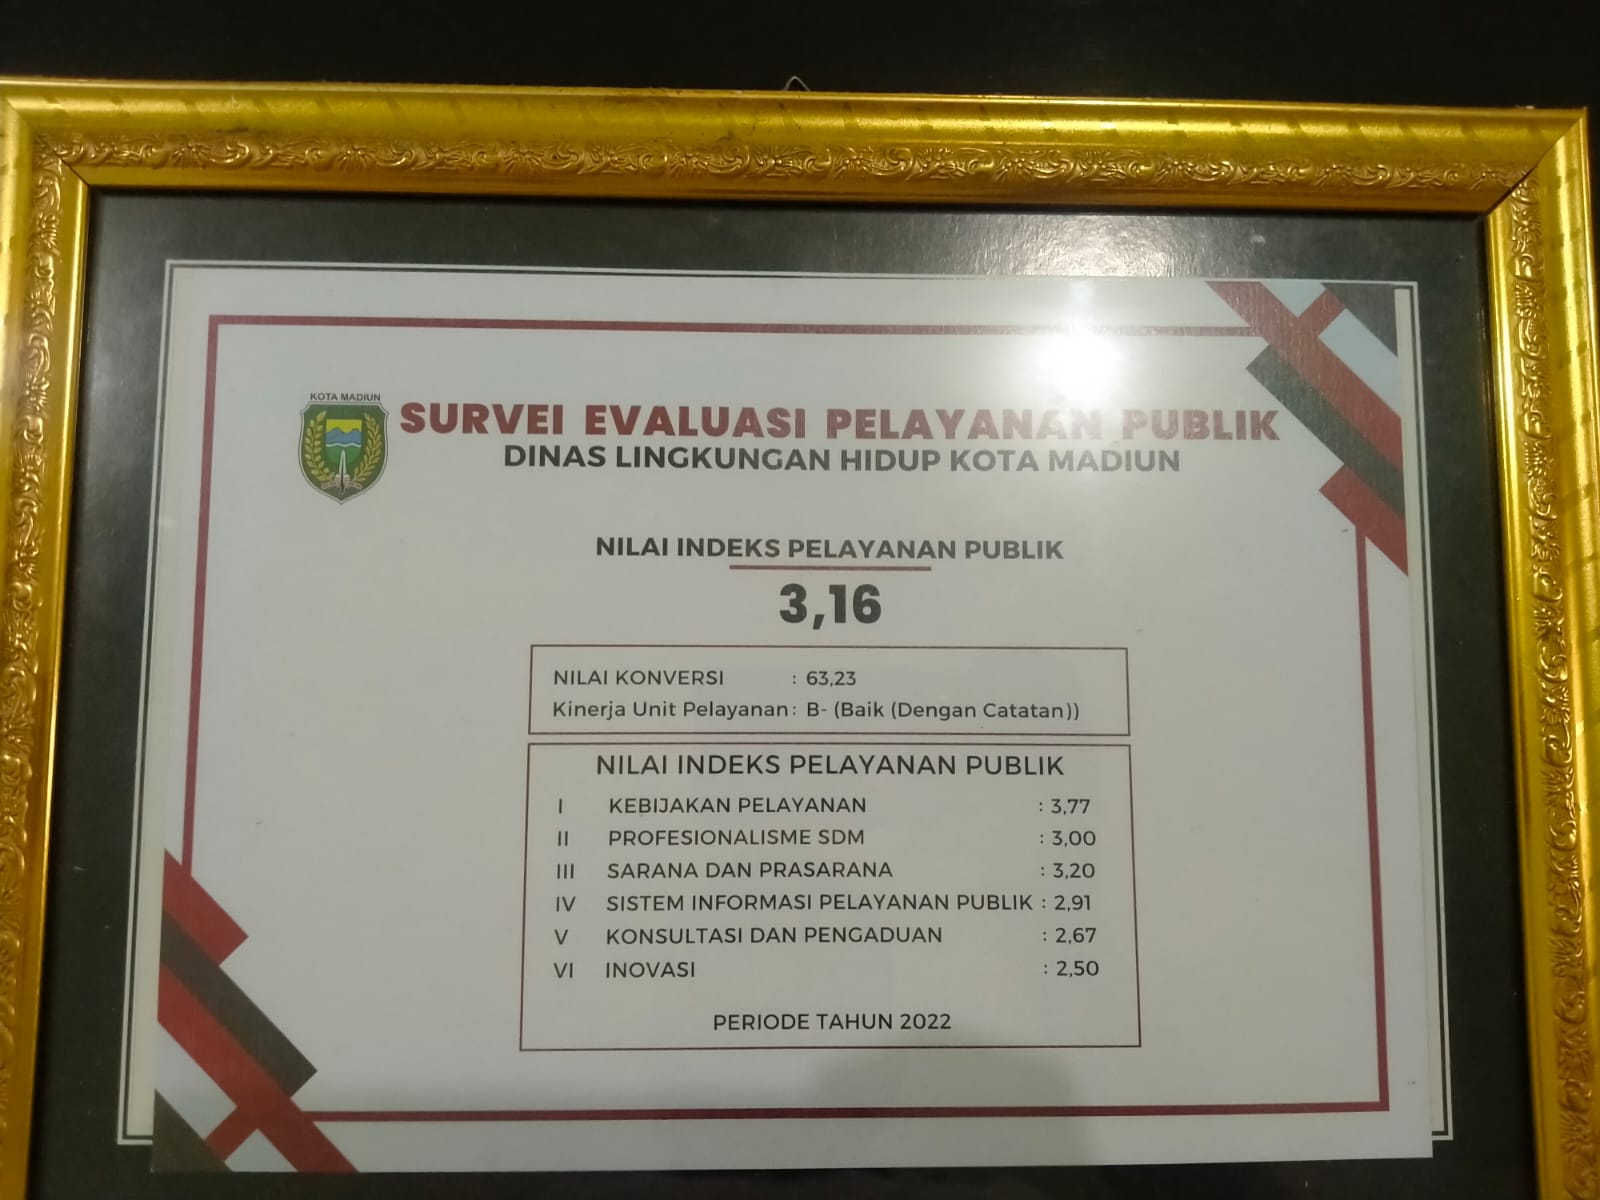 KOTA MADIUN
SURVEI EVALUASI PELAYANAN PUBLIK
DINAS LINGKUNGAN HIDUP KOTA MADIUN
NILAI INDEKS PELAYANAN PUBLIK
3,16
NILAI KONVERSI : 63,23
Kinerja Unit Pelayanan : B- (Baik (Dengan Catatan))
NILAI INDEKS PELAYANAN PUBLIK
I KEBIJAKAN PELAYANAN : 3,77
II PROFESIONALISME SDM : 3,00
III SARANA DAN PRASARANA : 3,20
IV SISTEM INFORMASI PELAYANAN PUBLIK : 2,91
V KONSULTASI DAN PENGADUAN : 2,67
VI INOVASI : 2,50
PERIODE TAHUN 2022